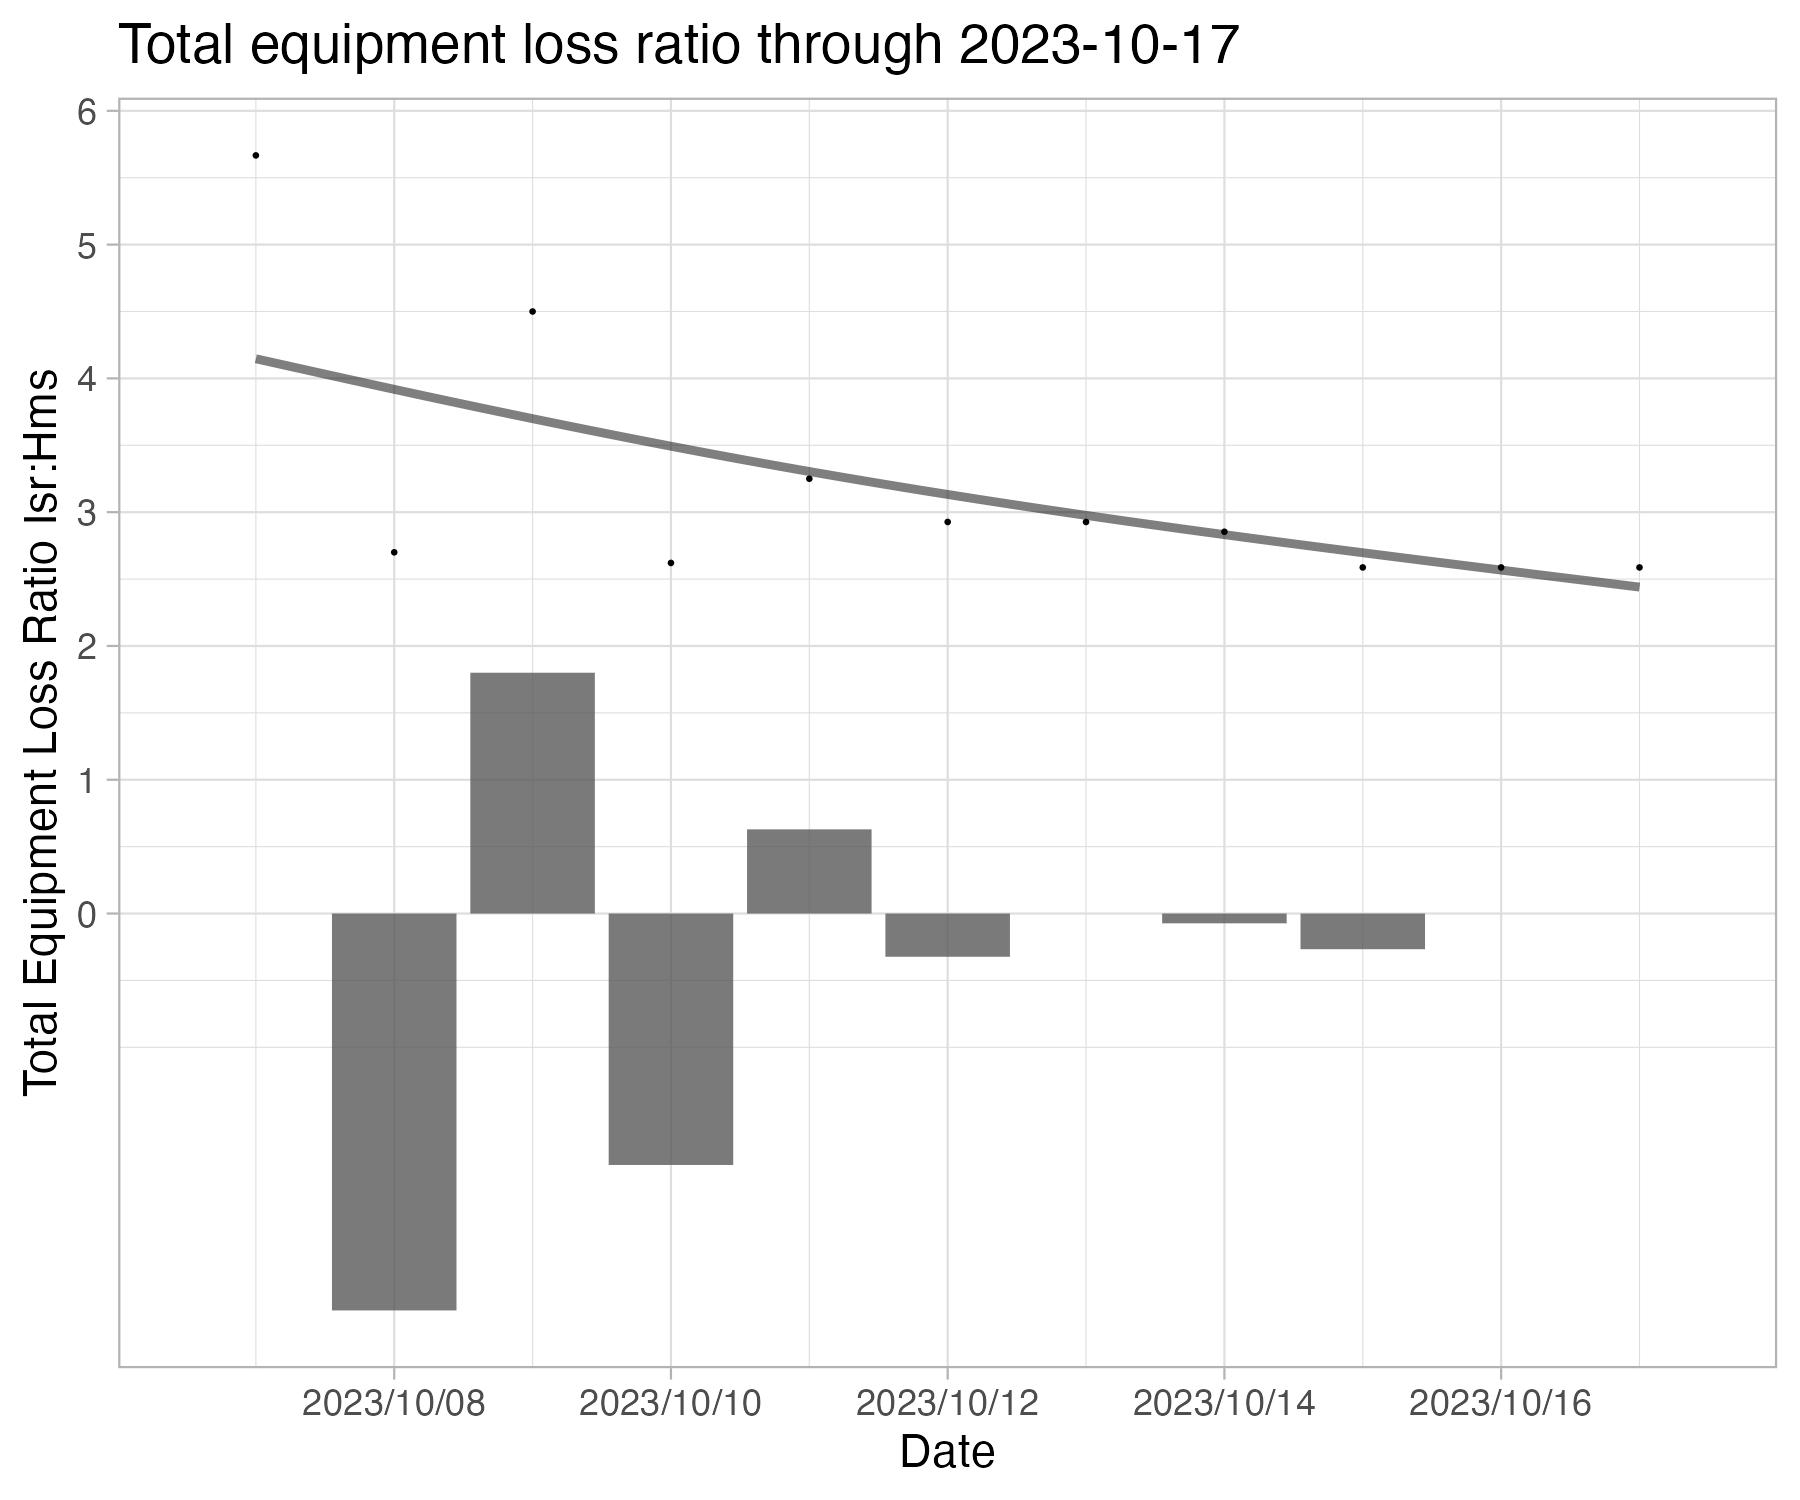 Total equipment loss ratio through 2023-10-17
Total Equipment Loss Ratio Isr:Hms
6
5
4
3
2
1
0
2023/10/08 2023/10/10 2023/10/12 2023/10/14 2023/10/16
Date